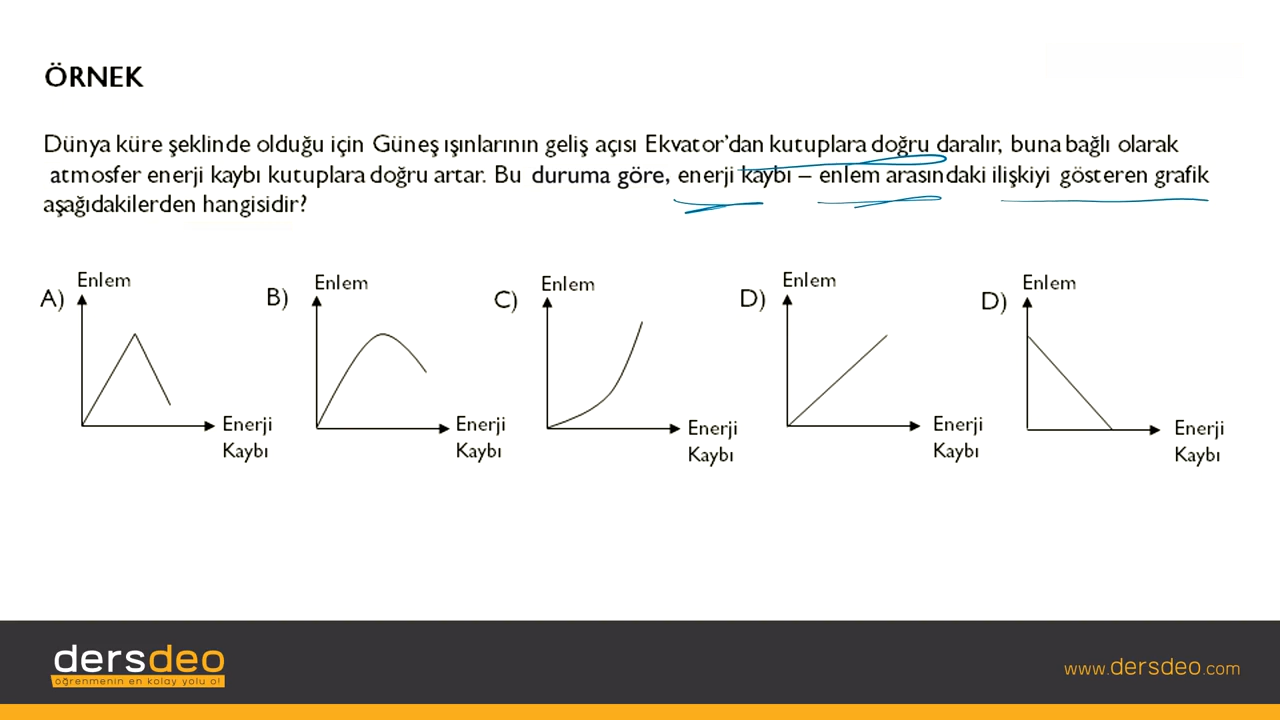 ÖRNEK
Dünya küre şeklinde olduğu için Güneş ışınlarının geliş açısı Ekvator'dan kutuplara doğru daralır, buna bağlı olarak
atmosfer enerji kaybı kutuplara doğru artar. Bu duruma göre, enerji kaybı – enlem arasındaki ilişkiyi gösteren grafik
aşağıdakilerden hangisidir?
A) Enlem
Enerji
Kaybı
B) Enlem
Enerji
Kaybı
C) Enlem
Enerji
Kaybı
D) Enlem
Enerji
Kaybı
D) Enlem
Enerji
Kaybı
dersdeo
öğrenmenin en kolay yolu o!
www.dersdeo.com